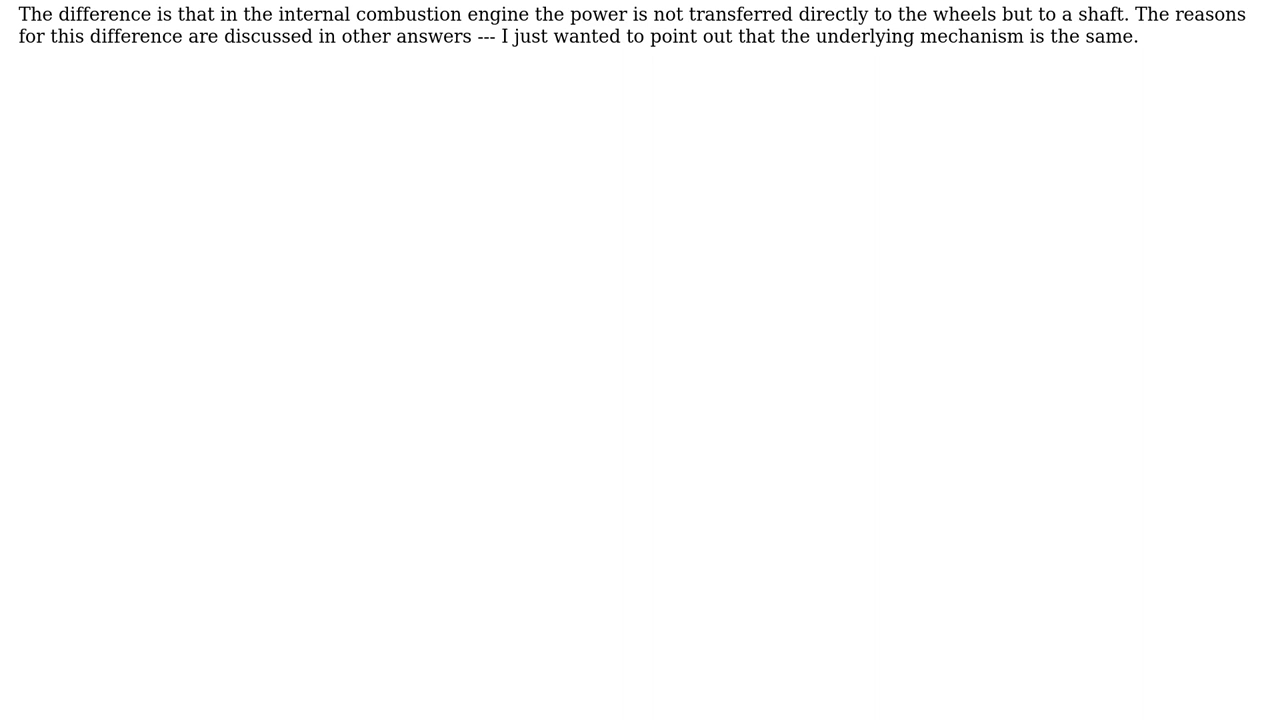 The difference is that in the internal combustion engine the power is not transferred directly to the wheels but to a shaft. The reasons
for this difference are discussed in other answers --- I just wanted to point out that the underlying mechanism is the same.